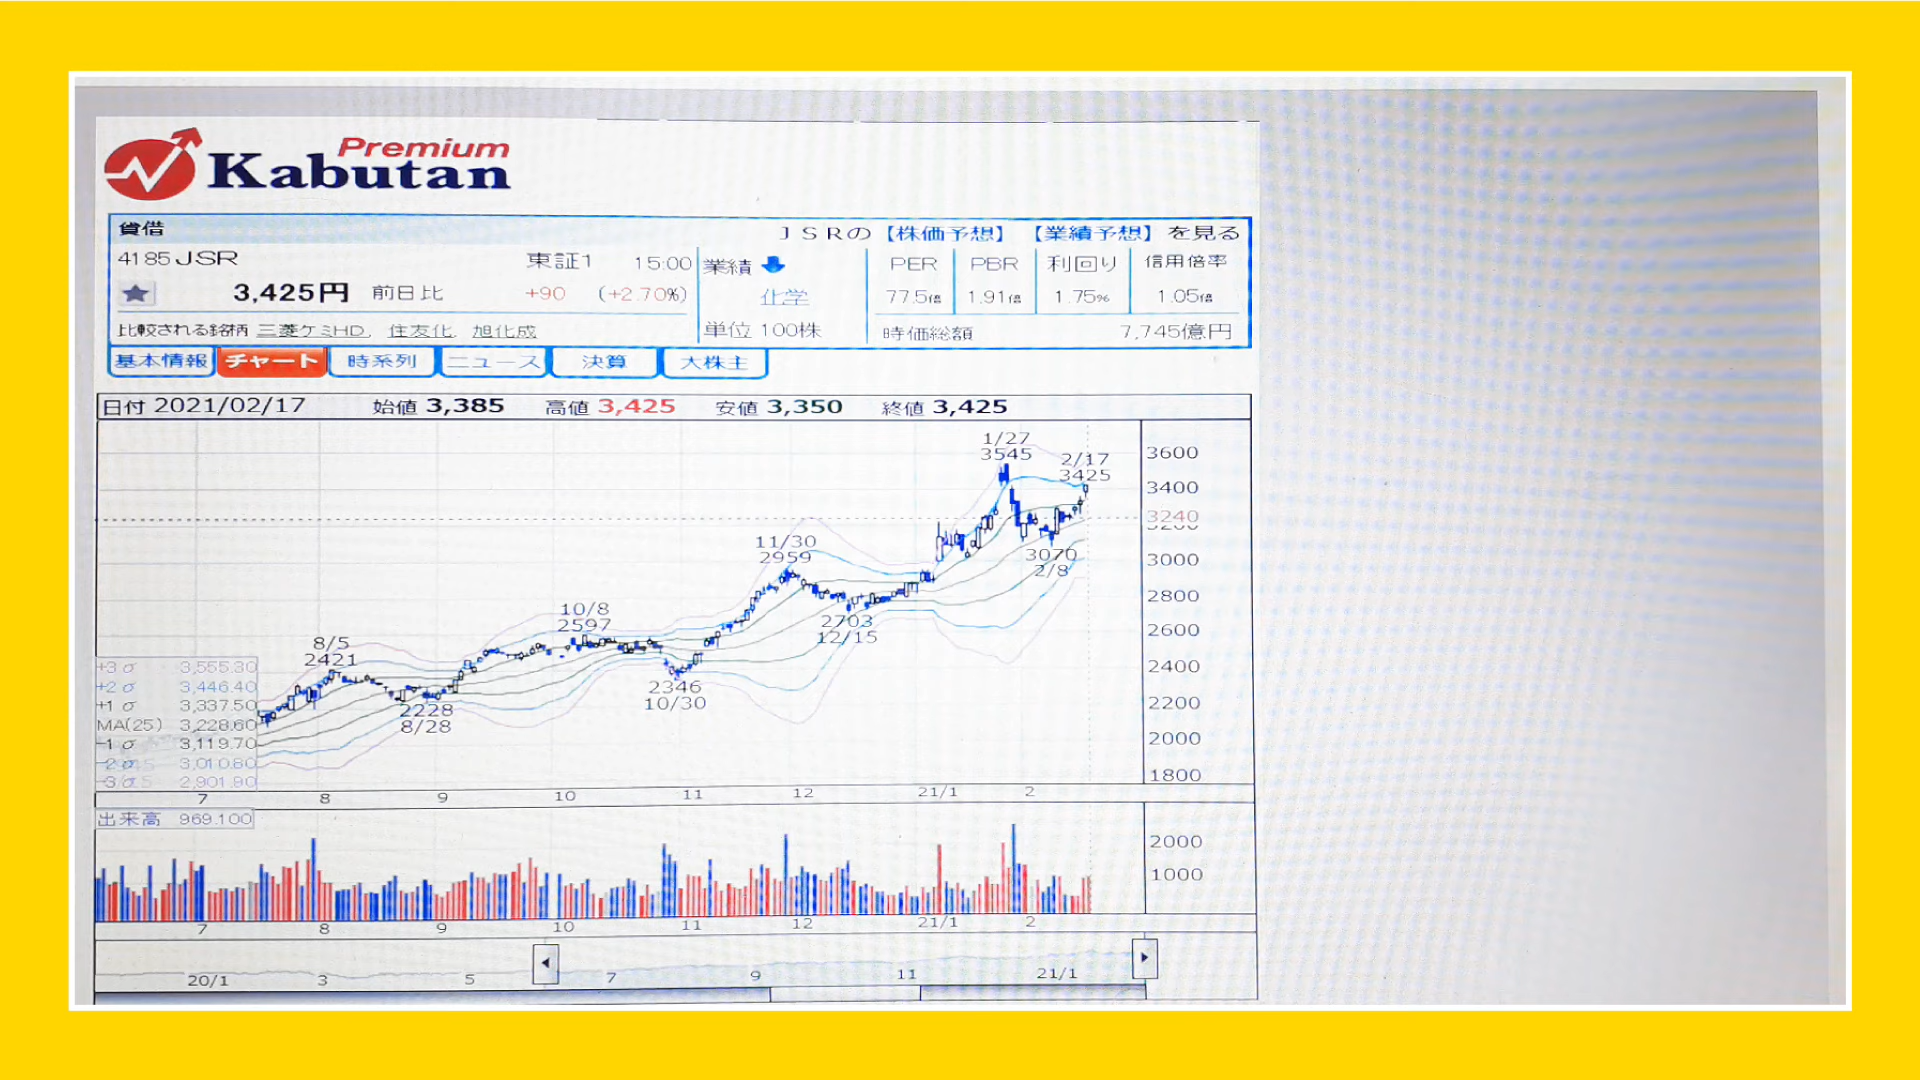 Premium
Kabutan
貸借
ＪＳＲの【株価予想】【業績予想】を見る
4185 JSR 東証1 15:00 業績
PER PBR 利回り 信用倍率
3,425円 前日比 +90 (+2.70%) 化学
77.5倍 1.91倍 1.75% 1.05倍
比較される銘柄 三菱ケミHD, 住友化, 旭化成 単位 100株 時価総額 7,745億円
基本情報 チャート 時系列 ニュース 決算 大株主
日付 2021/02/17 始値 3,385 高値 3,425 安値 3,350 終値 3,425
1/27
3545
2/17
3425
3600
3400
3240
3000
2800
2600
2400
2200
2000
1800
11/30
2959
3070
2/8
10/8
2597
2703
12/15
8/5
2421
2346
10/30
2228
8/28
+3σ 3,555.30
+2σ 3,446.40
+1σ 3,337.50
MA(25) 3,228.60
-1σ 3,119.70
-2σ 3,010.80
-3σ 2,901.90
7 8 9 10 11 12 21/1 2
出来高 969.100
2000
1000
7 8 9 10 11 12 21/1 2
20/1 3 5 7 9 11 21/1